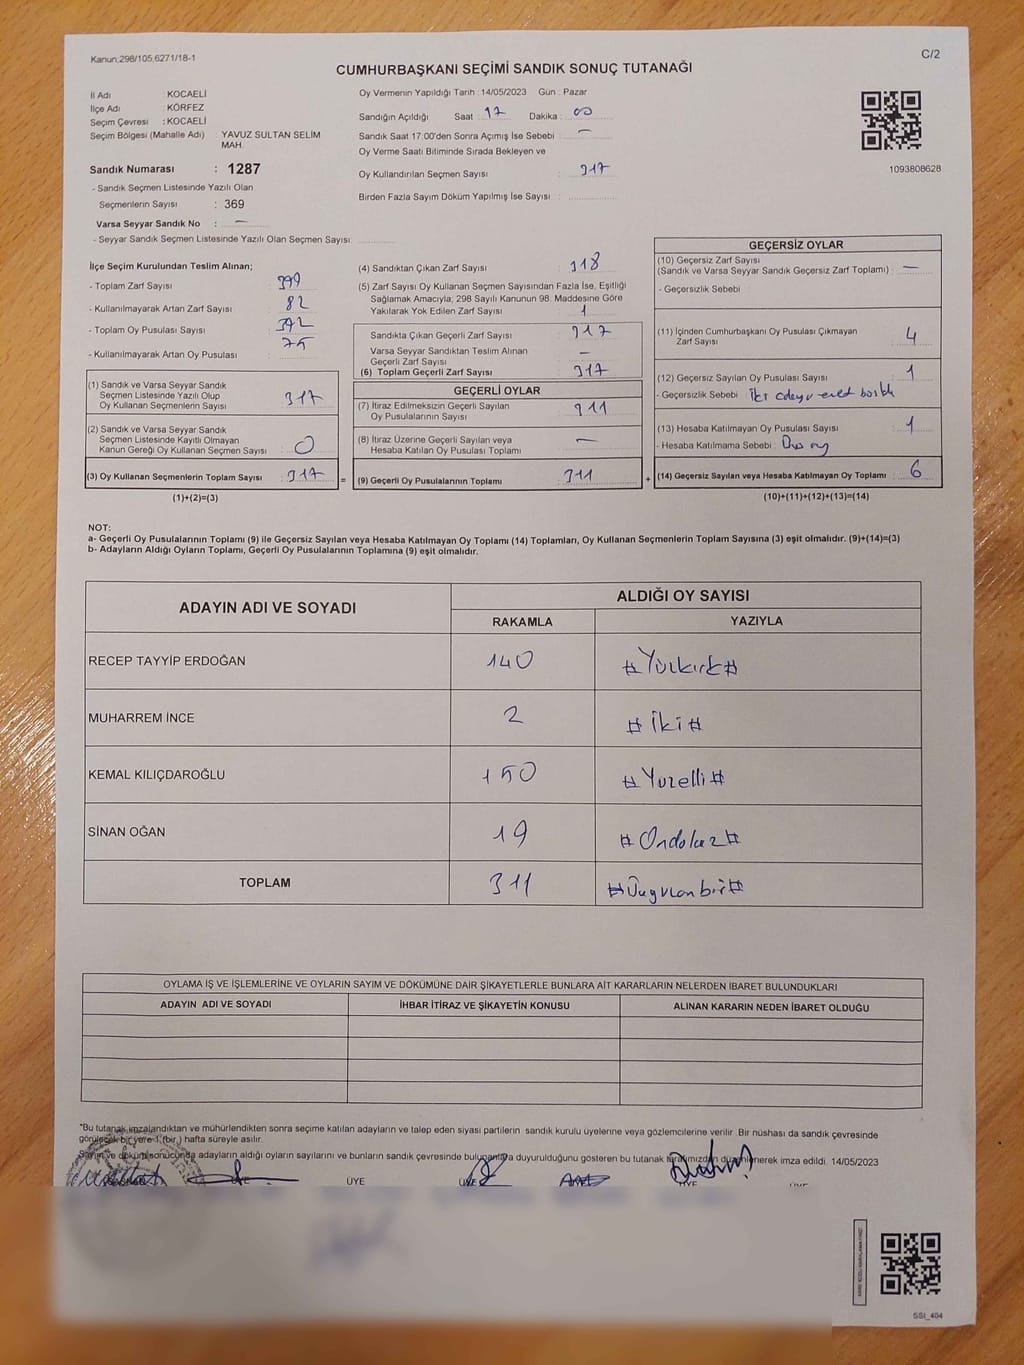 Kanun;298/105,6271/18-1
C/2
CUMHURBAŞKANI SEÇİMİ SANDIK SONUÇ TUTANAĞI
İl Adı : KOCAELİ
İlçe Adı : KÖRFEZ
Seçim Çevresi : KOCAELİ
Seçim Bölgesi (Mahalle Adı) : YAVUZ SULTAN SELİM
MAH.
Sandık Numarası : 1287
- Sandık Seçmen Listesinde Yazılı Olan
Seçmenlerin Sayısı : 369
Varsa Seyyar Sandık No : —
- Seyyar Sandık Seçmen Listesinde Yazılı Olan Seçmen Sayısı:
Oy Vermenin Yapıldığı Tarih : 14/05/2023 Gün : Pazar
Sandığın Açıldığı Saat : 17 Dakika : 00
Sandık Saat 17:00'den Sonra Açımış İse Sebebi : —
Oy Verme Saati Bitiminde Sırada Bekleyen ve
Oy Kullandırılan Seçmen Sayısı : 317
Birden Fazla Sayım Döküm Yapılmış İse Sayısı :
1093808628
İlçe Seçim Kurulundan Teslim Alınan;
- Toplam Zarf Sayısı : 399
- Kullanılmayarak Artan Zarf Sayısı : 82
- Toplam Oy Pusulası Sayısı : 392
- Kullanılmayarak Artan Oy Pusulası : 75
(1) Sandık ve Varsa Seyyar Sandık
Seçmen Listesinde Yazılı Olup
Oy Kullanan Seçmenlerin Sayısı : 317
(2) Sandık ve Varsa Seyyar Sandık
Seçmen Listesinde Kayıtlı Olmayan
Kanun Gereği Oy Kullanan Seçmen Sayısı : 0
(3) Oy Kullanan Seçmenlerin Toplam Sayısı : 317
(1)+(2)=(3)
(4) Sandıktan Çıkan Zarf Sayısı : 318
(5) Zarf Sayısı Oy Kullanan Seçmen Sayısından Fazla İse, Eşitliği
Sağlamak Amacıyla, 298 Sayılı Kanunun 98. Maddesine Göre
Yakılarak Yok Edilen Zarf Sayısı : 1
Sandıkta Çıkan Geçerli Zarf Sayısı : 317
Varsa Seyyar Sandıktan Teslim Alınan
Geçerli Zarf Sayısı : —
(6) Toplam Geçerli Zarf Sayısı : 317
GEÇERLİ OYLAR
(7) İtiraz Edilmeksizin Geçerli Sayılan
Oy Pusulalarının Sayısı : 311
(8) İtiraz Üzerine Geçerli Sayılan veya
Hesaba Katılan Oy Pusulası Toplamı : —
= (9) Geçerli Oy Pusulalarının Toplamı : 311
GEÇERSİZ OYLAR
(10) Geçersiz Zarf Sayısı
(Sandık ve Varsa Seyyar Sandık Geçersiz Zarf Toplamı) : —
- Geçersizlik Sebebi :
(11) İçinden Cumhurbaşkanı Oy Pusulası Çıkmayan
Zarf Sayısı : 4
(12) Geçersiz Sayılan Oy Pusulası Sayısı : 1
- Geçersizlik Sebebi : İki adaya evet
(13) Hesaba Katılmayan Oy Pusulası Sayısı : 1
- Hesaba Katılmama Sebebi :
+ (14) Geçersiz Sayılan veya Hesaba Katılmayan Oy Toplamı : 6
(10)+(11)+(12)+(13)=(14)
NOT:
a- Geçerli Oy Pusulalarının Toplamı (9) ile Geçersiz Sayılan veya Hesaba Katılmayan Oy Toplamı (14) Toplamları, Oy Kullanan Seçmenlerin Toplam Sayısına (3) eşit olmalıdır. (9)+(14)=(3)
b- Adayların Aldığı Oyların Toplamı, Geçerli Oy Pusulalarının Toplamına (9) eşit olmalıdır.
ADAYIN ADI VE SOYADI ALDIĞI OY SAYISI
RAKAMLA YAZIYLA
RECEP TAYYİP ERDOĞAN 140 #Yüzkırk#
MUHARREM İNCE 2 #İki#
KEMAL KILIÇDAROĞLU 150 #Yuzelli#
SİNAN OĞAN 19 #Ondokuz#
TOPLAM 311 #Üçyüzonbir#
OYLAMA İŞ VE İŞLEMLERİNE VE OYLARIN SAYIM VE DÖKÜMÜNE DAİR ŞİKAYETLERLE BUNLARA AİT KARARLARIN NELERDEN İBARET BULUNDUKLARI
ADAYIN ADI VE SOYADI İHBAR İTİRAZ VE ŞİKAYETİN KONUSU ALINAN KARARIN NEDEN İBARET OLDUĞU
*Bu tutanak imzalandıktan ve mühürlendikten sonra seçime katılan adayların ve talep eden siyasi partilerin sandık kurulu üyelerine veya gözlemcilerine verilir. Bir nüshası da sandık çevresinde
görülecek bir yere 1 (bir) hafta süreyle asılır.
Sayım ve dökümü sonucunda adayların aldığı oyların sayılarını ve bunların sandık çevresinde bulunanlara duyurulduğunu gösteren bu tutanak tarafımızdan düzenlenerek imza edildi. 14/05/2023
ÜYE ÜYE ÜYE ÜYE
SSI_404